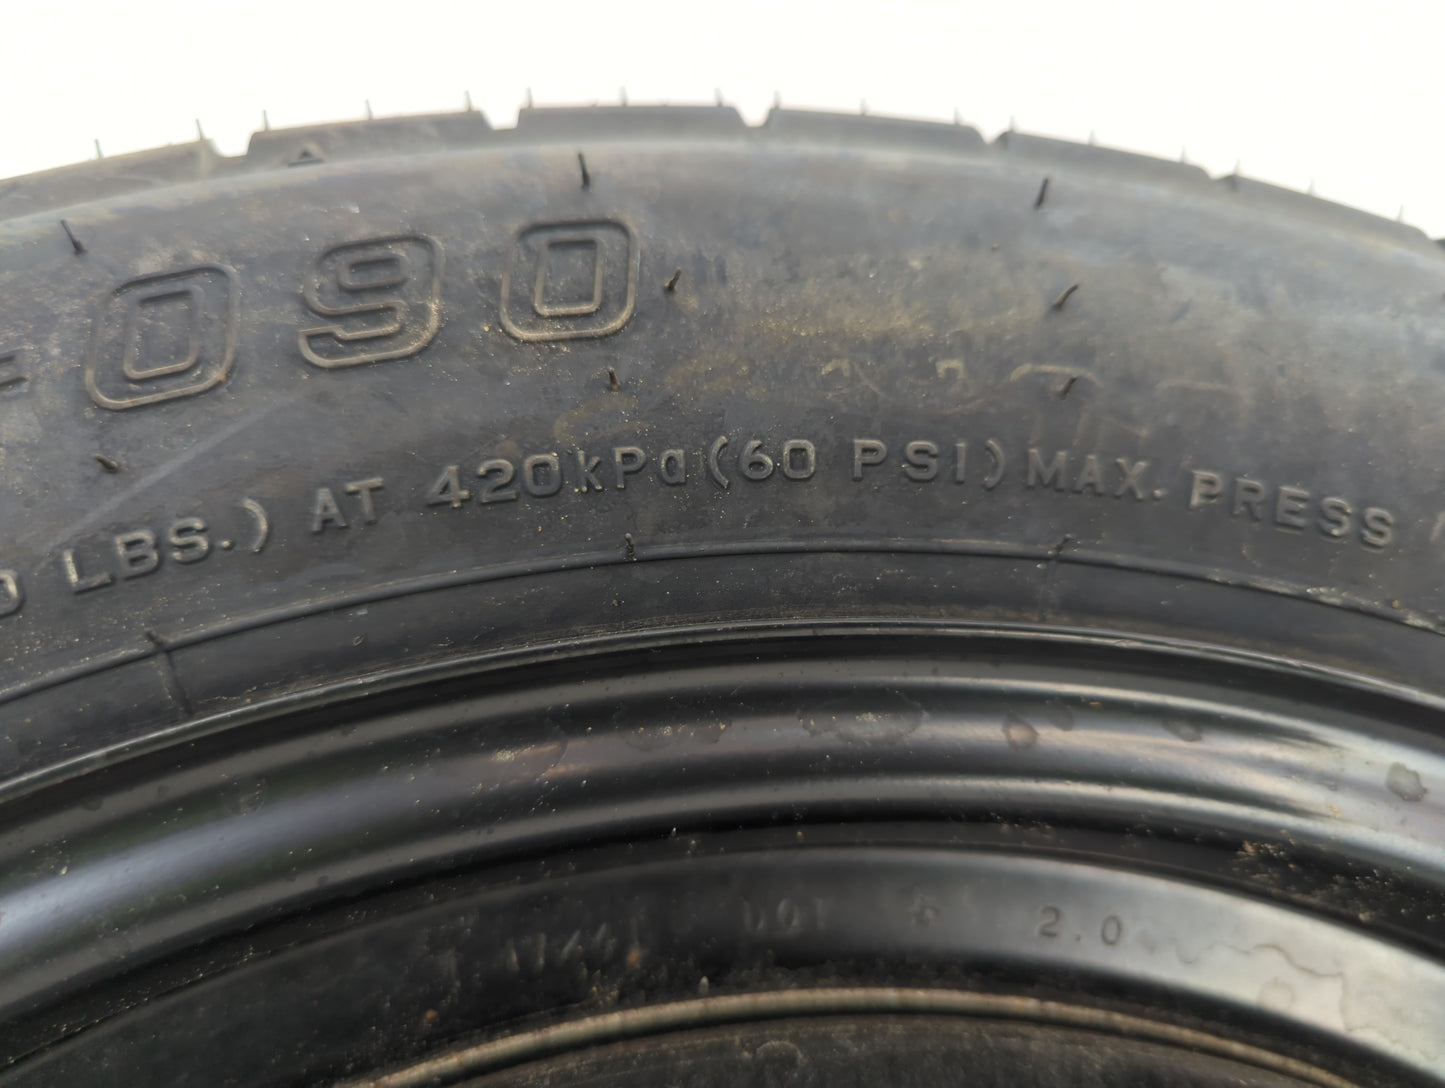 -090
LBS.) AT 420kPa (60 PSI) MAX. PRESS
DOT 2.0